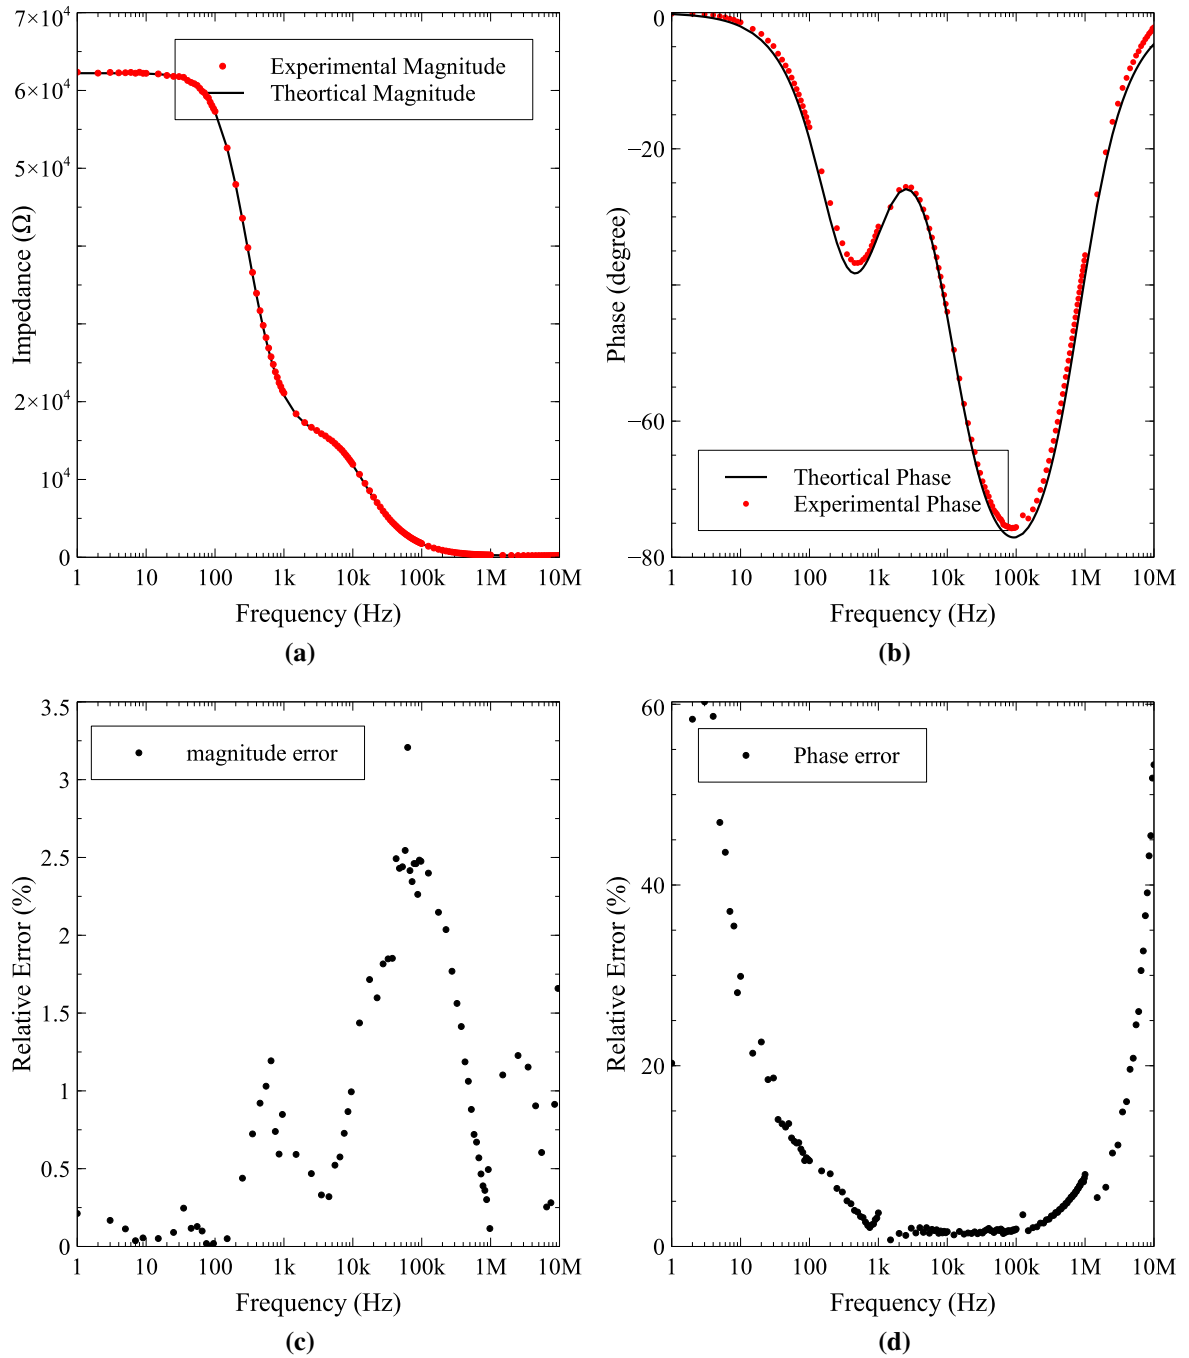 7×10⁴
6×10⁴
5×10⁴
2×10⁴
10⁴
0
Impedance (Ω)
Experimental Magnitude
Theortical Magnitude
1 10 100 1k 10k 100k 1M 10M
Frequency (Hz)
(a)
0
−20
−60
−80
Phase (degree)
Theortical Phase
Experimental Phase
1 10 100 1k 10k 100k 1M 10M
Frequency (Hz)
(b)
3.5
3
2.5
2
1.5
1
0.5
0
Relative Error (%)
magnitude error
1 10 100 1k 10k 100k 1M 10M
Frequency (Hz)
(c)
60
40
20
0
Relative Error (%)
Phase error
1 10 100 1k 10k 100k 1M 10M
Frequency (Hz)
(d)